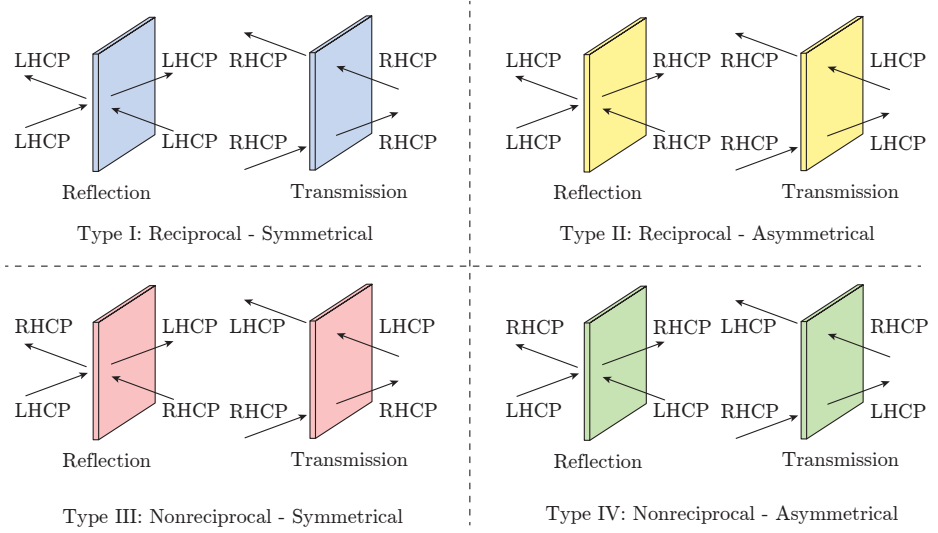 LHCP LHCP RHCP RHCP
LHCP LHCP RHCP RHCP
Reflection Transmission
Type I: Reciprocal - Symmetrical
LHCP RHCP RHCP LHCP
LHCP RHCP RHCP LHCP
Reflection Transmission
Type II: Reciprocal - Asymmetrical
RHCP LHCP LHCP LHCP
LHCP RHCP RHCP RHCP
Reflection Transmission
Type III: Nonreciprocal - Symmetrical
RHCP RHCP LHCP RHCP
LHCP LHCP RHCP LHCP
Reflection Transmission
Type IV: Nonreciprocal - Asymmetrical